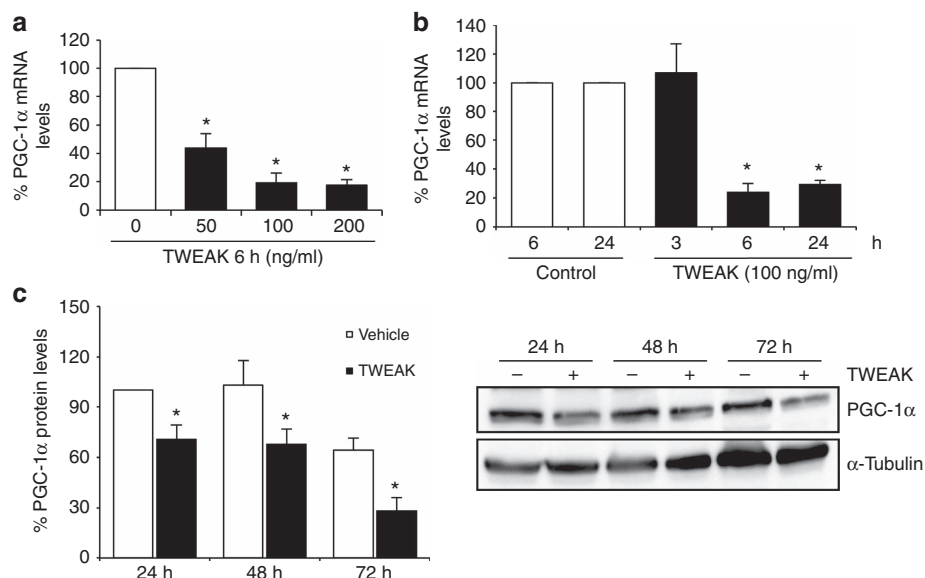 a
% PGC-1α mRNA
levels
120
100
80
60
40
20
0
*
*
*
0 50 100 200
TWEAK 6 h (ng/ml)
b
% PGC-1α mRNA
levels
140
120
100
80
60
40
20
0
*
*
6 24 3 6 24 h
Control TWEAK (100 ng/ml)
c
% PGC-1α protein levels
150
120
90
60
30
0
Vehicle
TWEAK
*
*
*
24 h 48 h 72 h
24 h 48 h 72 h
– + – + – + TWEAK
PGC-1α
α-Tubulin